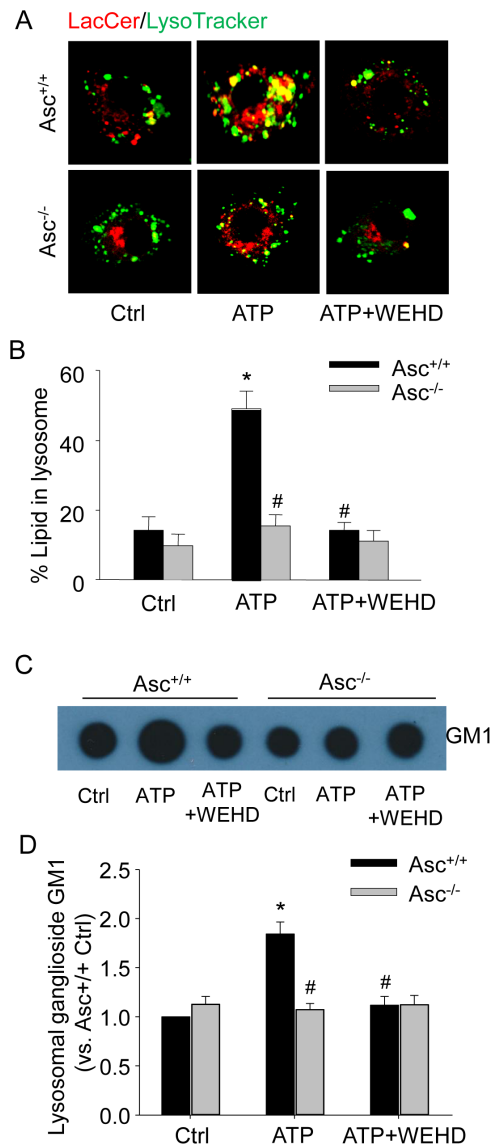 A
LacCer/LysoTracker
Asc+/+
Asc-/-
Ctrl ATP ATP+WEHD
B
% Lipid in lysosome
60
40
20
0
Asc+/+
Asc-/-
*
#
#
Ctrl ATP ATP+WEHD
C
Asc+/+ Asc-/-
GM1
Ctrl ATP ATP +WEHD Ctrl ATP ATP +WEHD
D
Lysosomal ganglioside GM1
(vs. Asc+/+ Ctrl)
2.5
2.0
1.5
1.0
0.5
0.0
Asc+/+
Asc-/-
*
#
#
Ctrl ATP ATP+WEHD